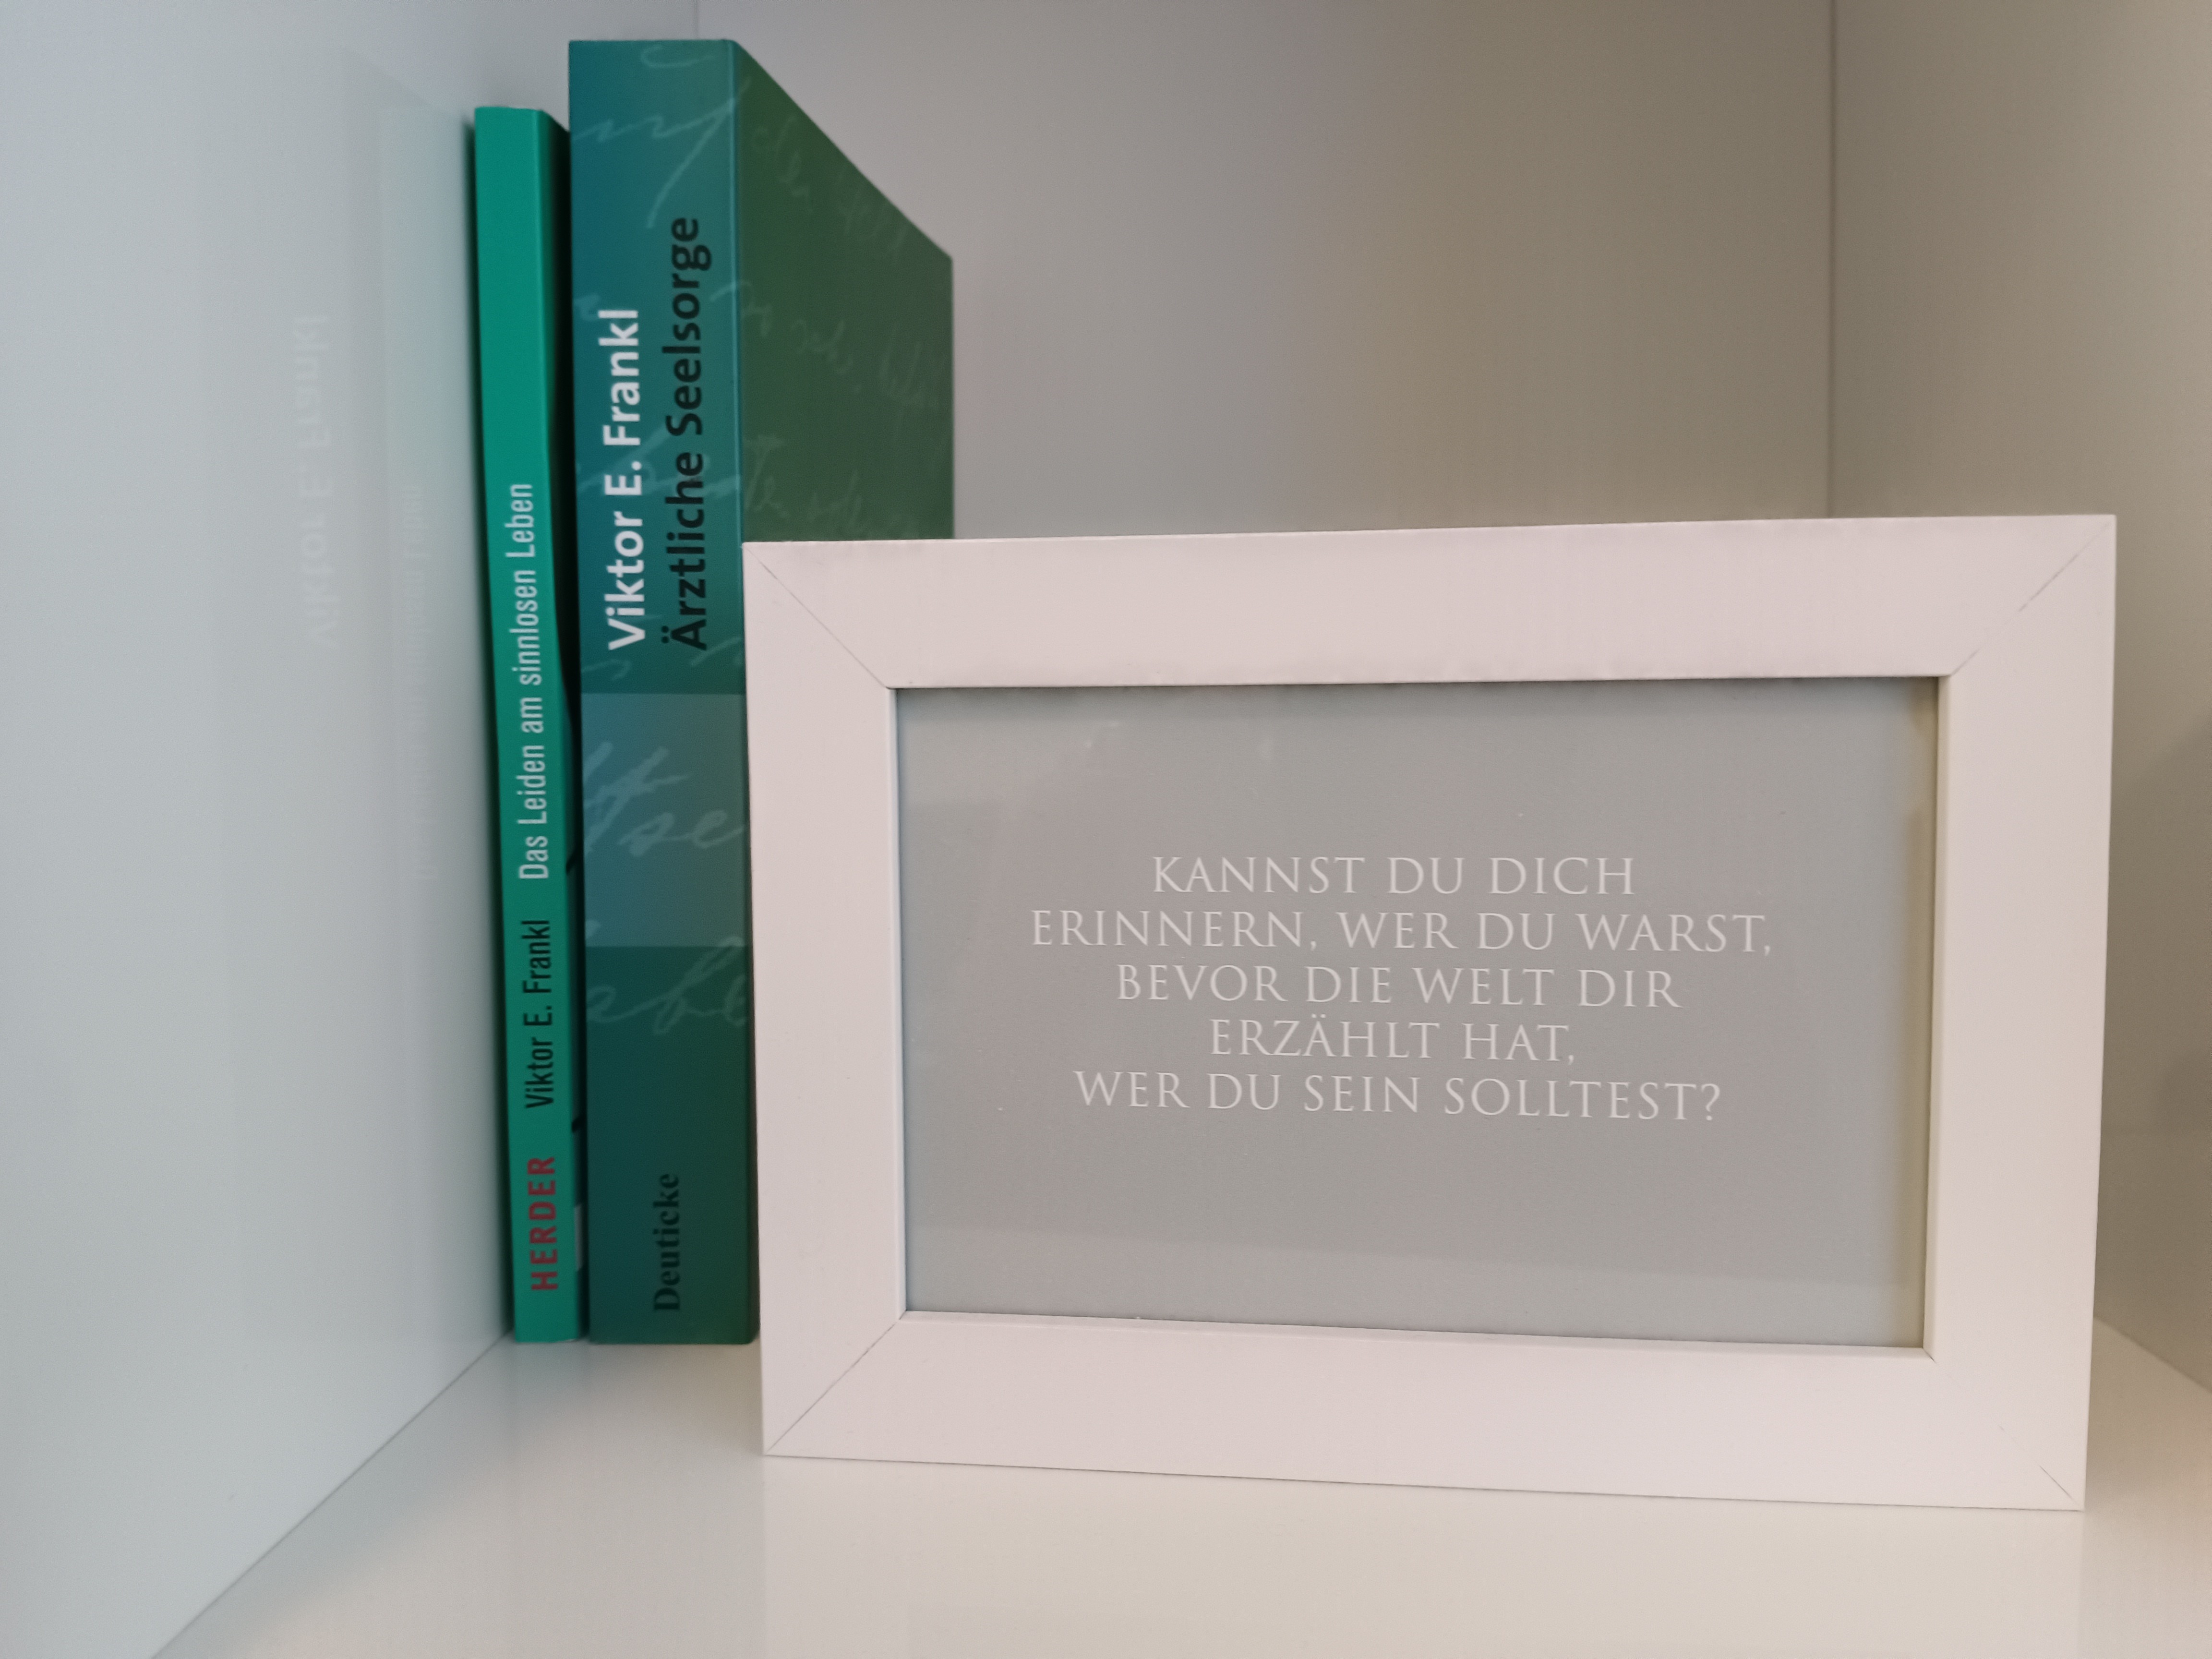 HERDER Viktor E. Frankl Das Leiden am sinnlosen Leben
Viktor E. Frankl
Ärztliche Seelsorge
Deuticke
KANNST DU DICH
ERINNERN, WER DU WARST,
BEVOR DIE WELT DIR
ERZÄHLT HAT,
WER DU SEIN SOLLTEST?